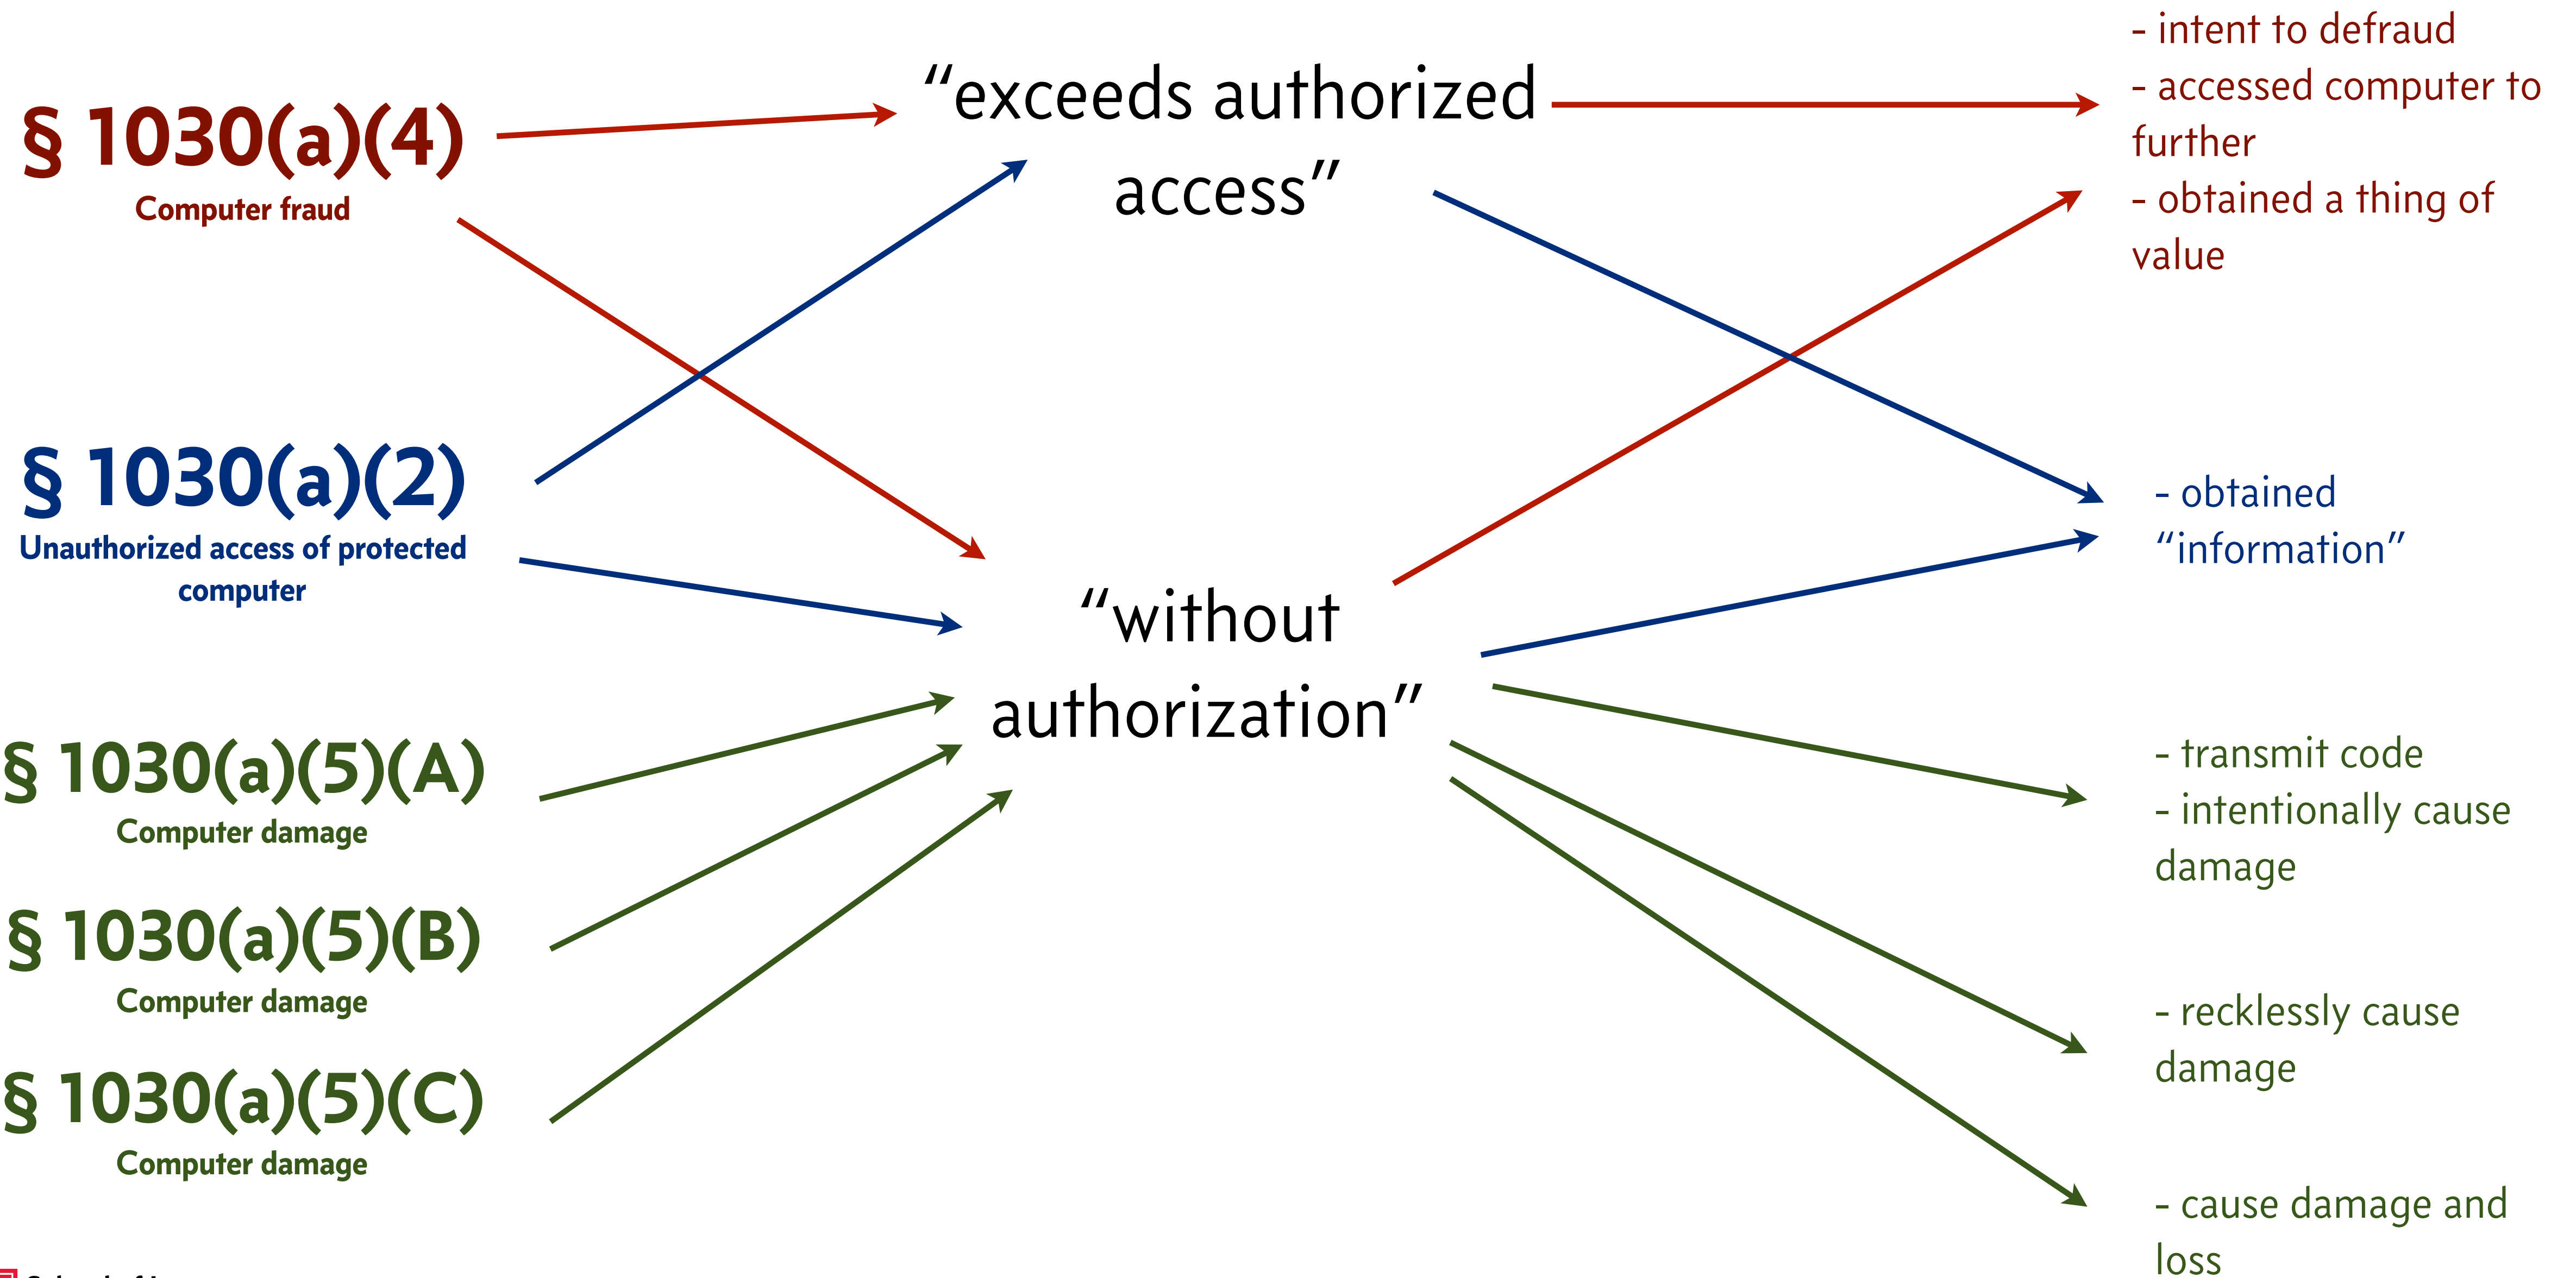 § 1030(a)(4)
Computer fraud
§ 1030(a)(2)
Unauthorized access of protected
computer
§ 1030(a)(5)(A)
Computer damage
§ 1030(a)(5)(B)
Computer damage
§ 1030(a)(5)(C)
Computer damage
“exceeds authorized
access”
“without
authorization”
- intent to defraud
- accessed computer to
further
- obtained a thing of
value
- obtained
“information”
- transmit code
- intentionally cause
damage
- recklessly cause
damage
- cause damage and
loss